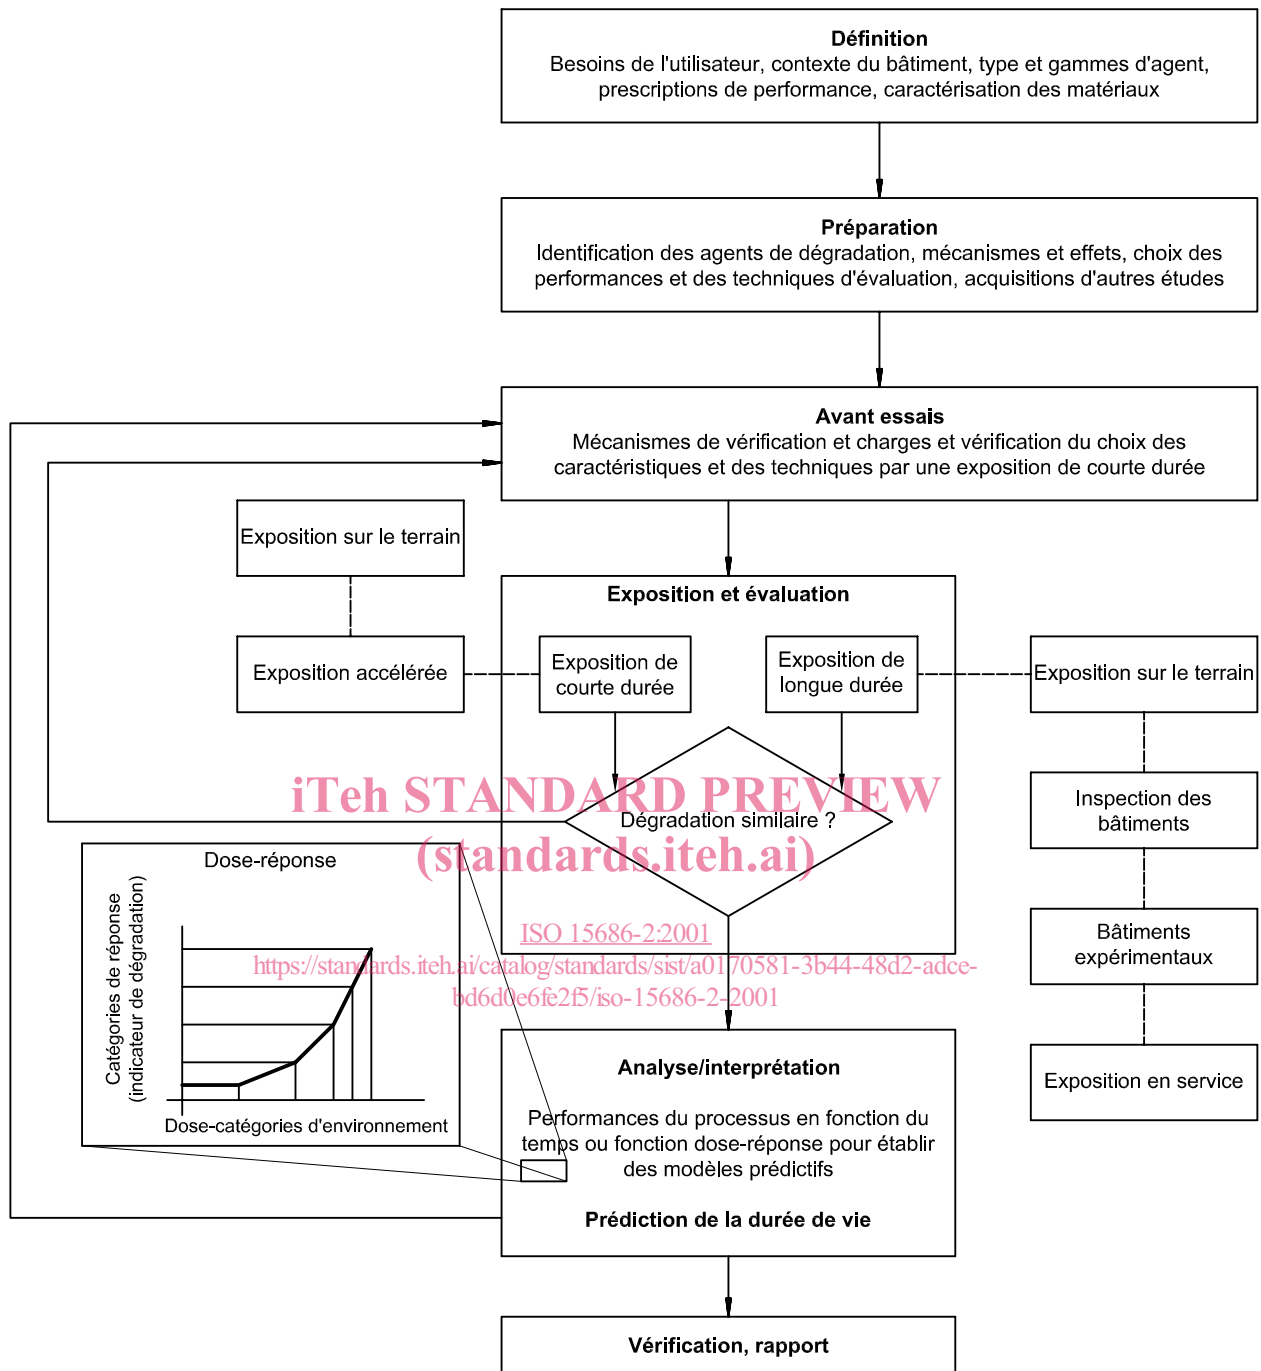 Définition
Besoins de l'utilisateur, contexte du bâtiment, type et gammes d'agent,
prescriptions de performance, caractérisation des matériaux
Préparation
Identification des agents de dégradation, mécanismes et effets, choix des
performances et des techniques d'évaluation, acquisitions d'autres études
Avant essais
Mécanismes de vérification et charges et vérification du choix des
caractéristiques et des techniques par une exposition de courte durée
Exposition sur le terrain
Exposition accélérée
Exposition et évaluation
Exposition de
courte durée
Exposition de
longue durée
Exposition sur le terrain
Inspection des
bâtiments
Bâtiments
expérimentaux
Exposition en service
Dégradation similaire ?
iTeh STANDARD PREVIEW
(standards.iteh.ai)
ISO 15686-2:2001
https://standards.iteh.ai/catalog/standards/sist/a0170581-3b44-48d2-adce-
bd6d0e6fe2f5/iso-15686-2-2001
Dose-réponse
Catégories de réponse
(indicateur de dégradation)
Dose-catégories d'environnement
Analyse/interprétation
Performances du processus en fonction du
temps ou fonction dose-réponse pour établir
des modèles prédictifs
Prédiction de la durée de vie
Vérification, rapport